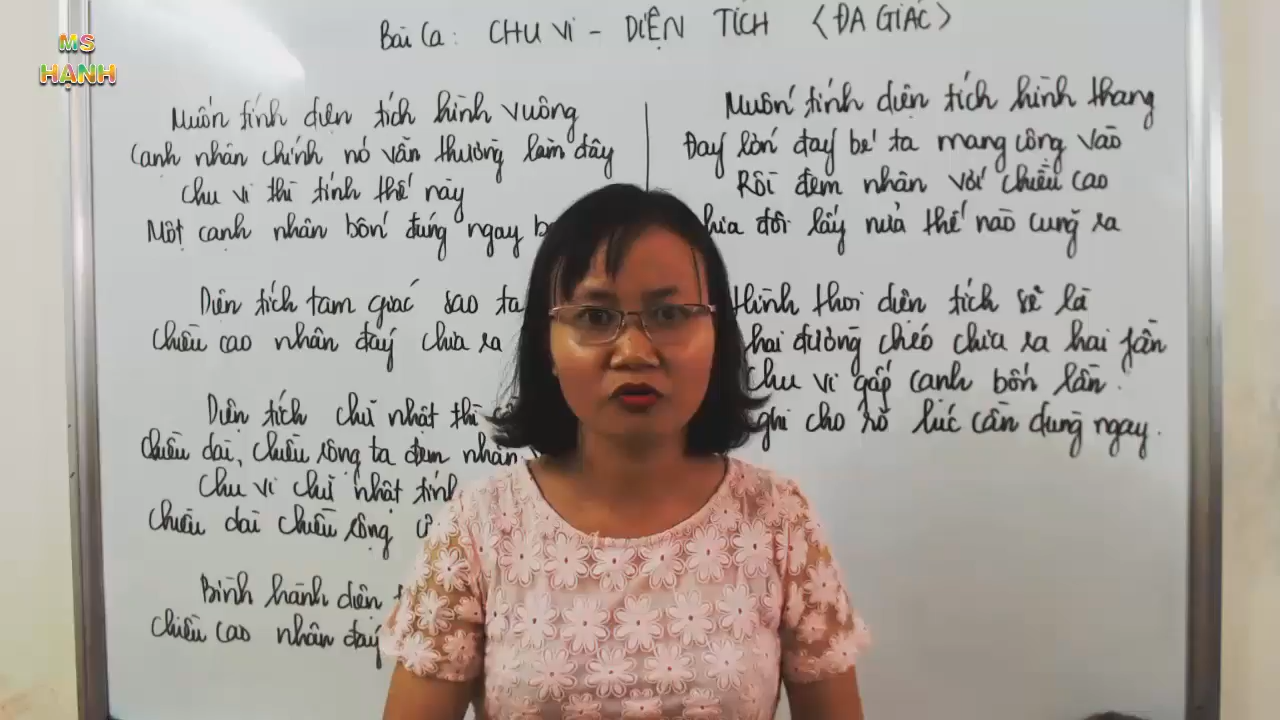 MS
HẠNH
Bài Ca: CHU VI - DIỆN TÍCH <ĐA GIÁC>
Muốn tính diện tích hình vuông
Cạnh nhân chính nó vẫn thường làm đây
Chu vi thì tính thế này
Một cạnh nhân bốn đúng ngay
Diện tích tam giác sao ta
Chiều cao nhân đáy chia ra
Diện tích chữ nhật thì
Chiều dài, chiều rộng ta đem nhân
Chu vi chữ nhật tính
Chiều dài chiều rộng
Bình hành diện
Chiều cao nhân đáy
Muốn tính diện tích hình thang
Đáy lớn đáy bé ta mang cộng vào
Rồi đem nhân với chiều cao
chia đôi lấy nửa thế nào cũng ra
Hình thoi diện tích sẽ là
hai đường chéo chia ra hai phần
Chu vi gấp cạnh bốn lần.
ghi cho rõ lúc cần dùng ngay.